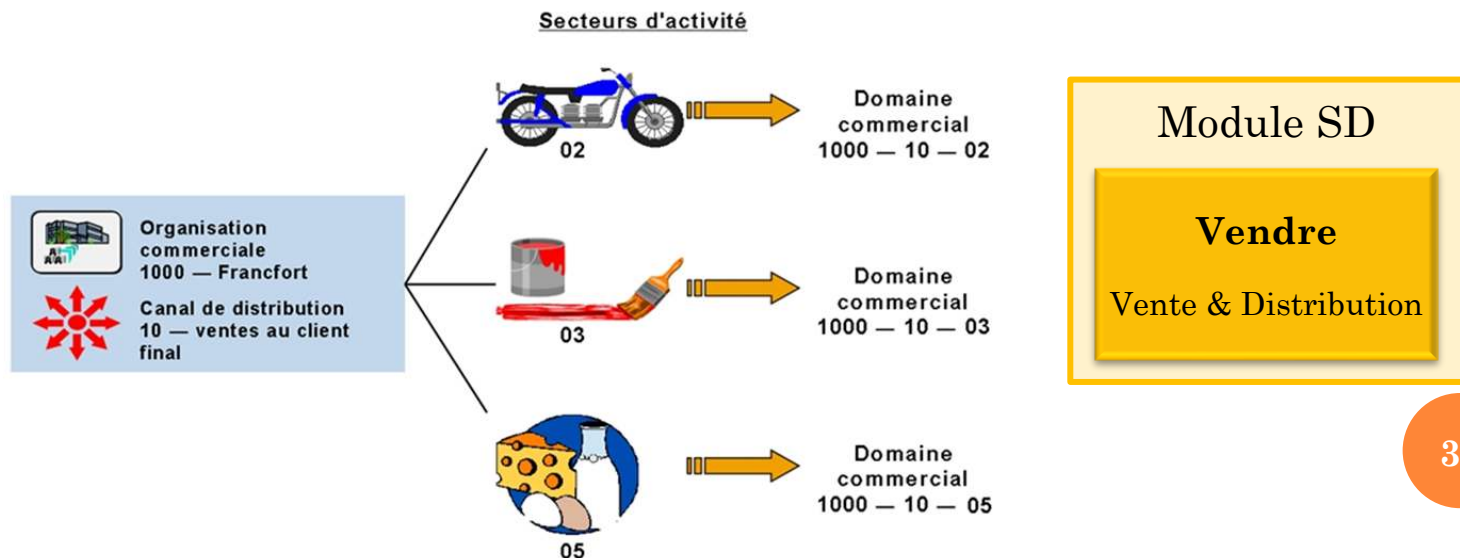 Secteurs d'activité
02
Domaine
commercial
1000 — 10 — 02
Organisation
commerciale
1000 — Francfort
Canal de distribution
10 — ventes au client
final
03
Domaine
commercial
1000 — 10 — 03
05
Domaine
commercial
1000 — 10 — 05
Module SD
Vendre
Vente & Distribution
3